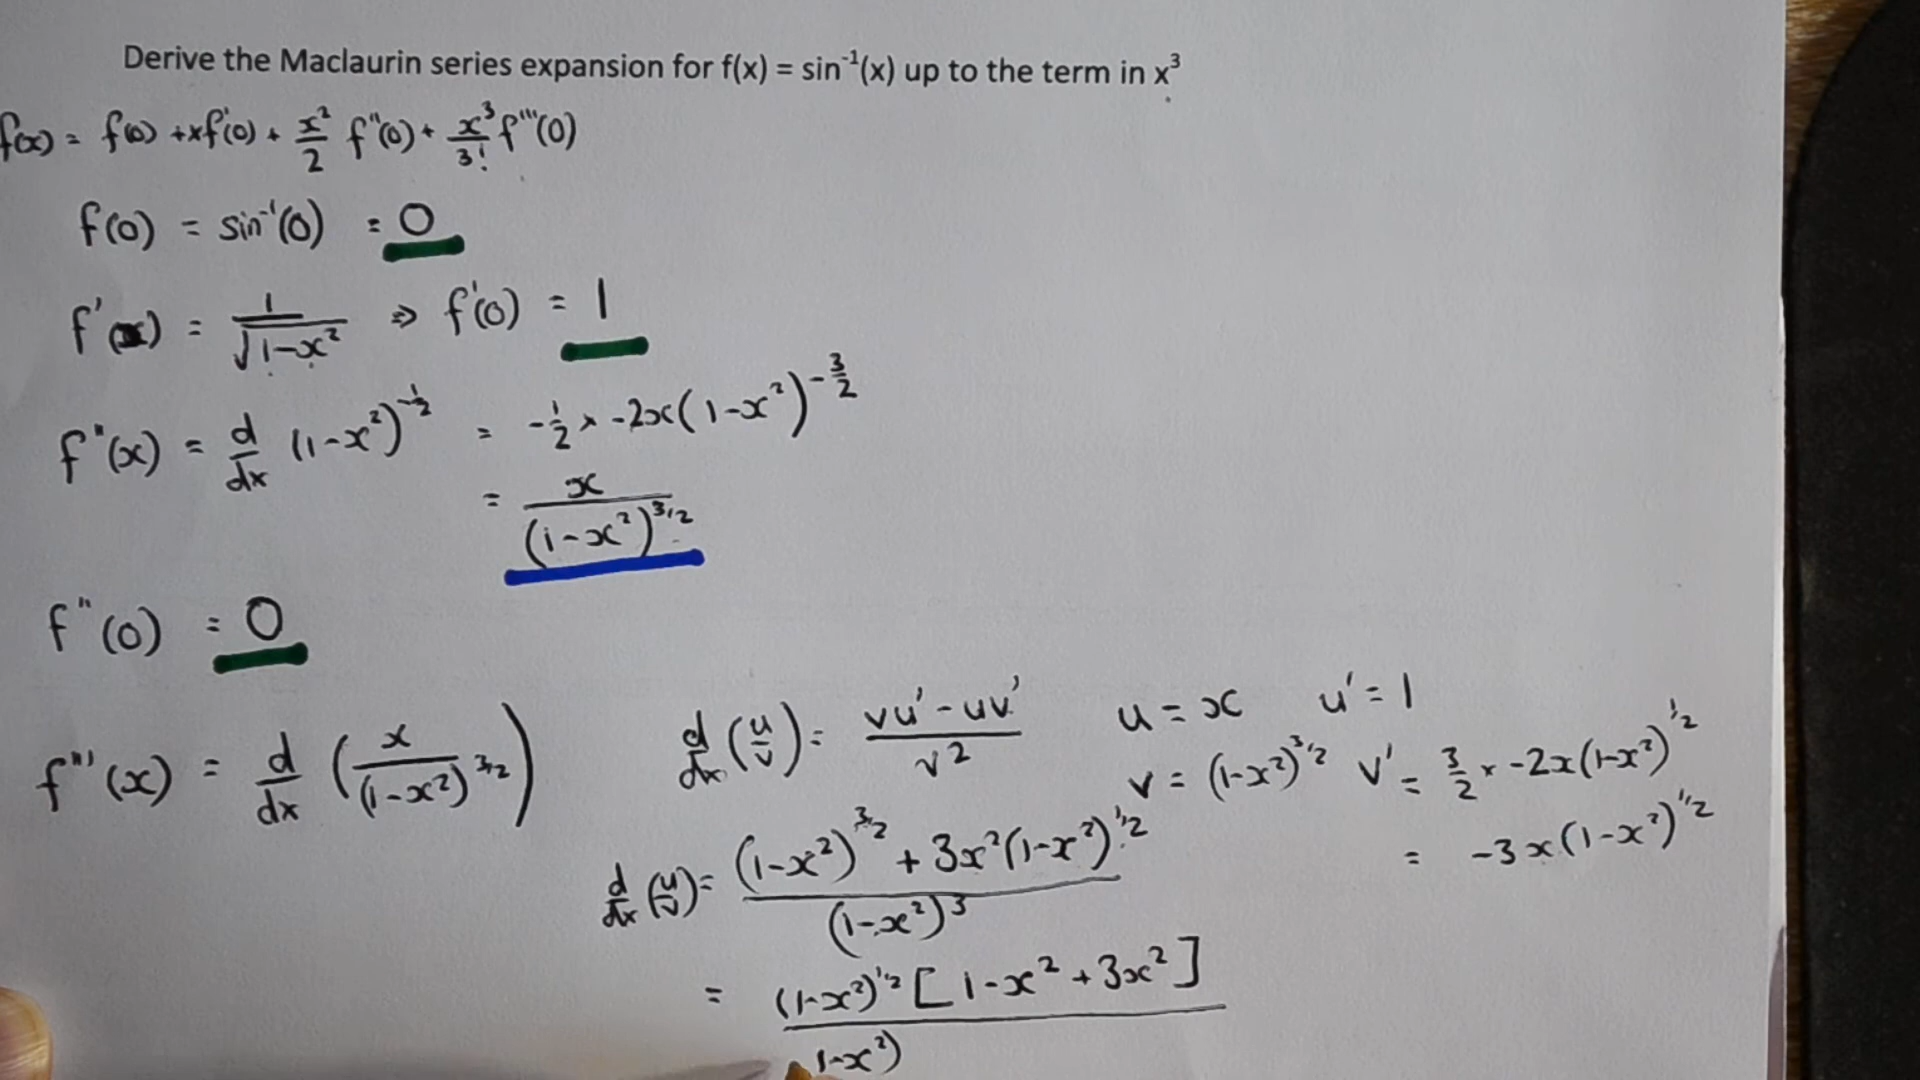 Derive the Maclaurin series expansion for f(x) = sin⁻¹(x) up to the term in x³
f(x) = f(0) + xf'(0) + x²/2 f''(0) + x³/3! f'''(0)
f(0) = sin⁻¹(0) = 0
f'(x) = 1/√(1-x²) ⇒ f'(0) = 1
f''(x) = d/dx (1-x²)^(-1/2) = -1/2 × -2x(1-x²)^(-3/2)
= x/(1-x²)^(3/2)
f''(0) = 0
f'''(x) = d/dx (x/(1-x²)^(3/2)) d/dx (u/v) = (vu' - uv')/v² u = x u' = 1
v = (1-x²)^(3/2) v' = 3/2 × -2x(1-x²)^(1/2)
= -3x(1-x²)^(1/2)
d/dx (u/v) = ((1-x²)^(3/2) + 3x²(1-x²)^(1/2))/(1-x²)³
= (1-x²)^(1/2) [1-x² + 3x²]/
1-x²)